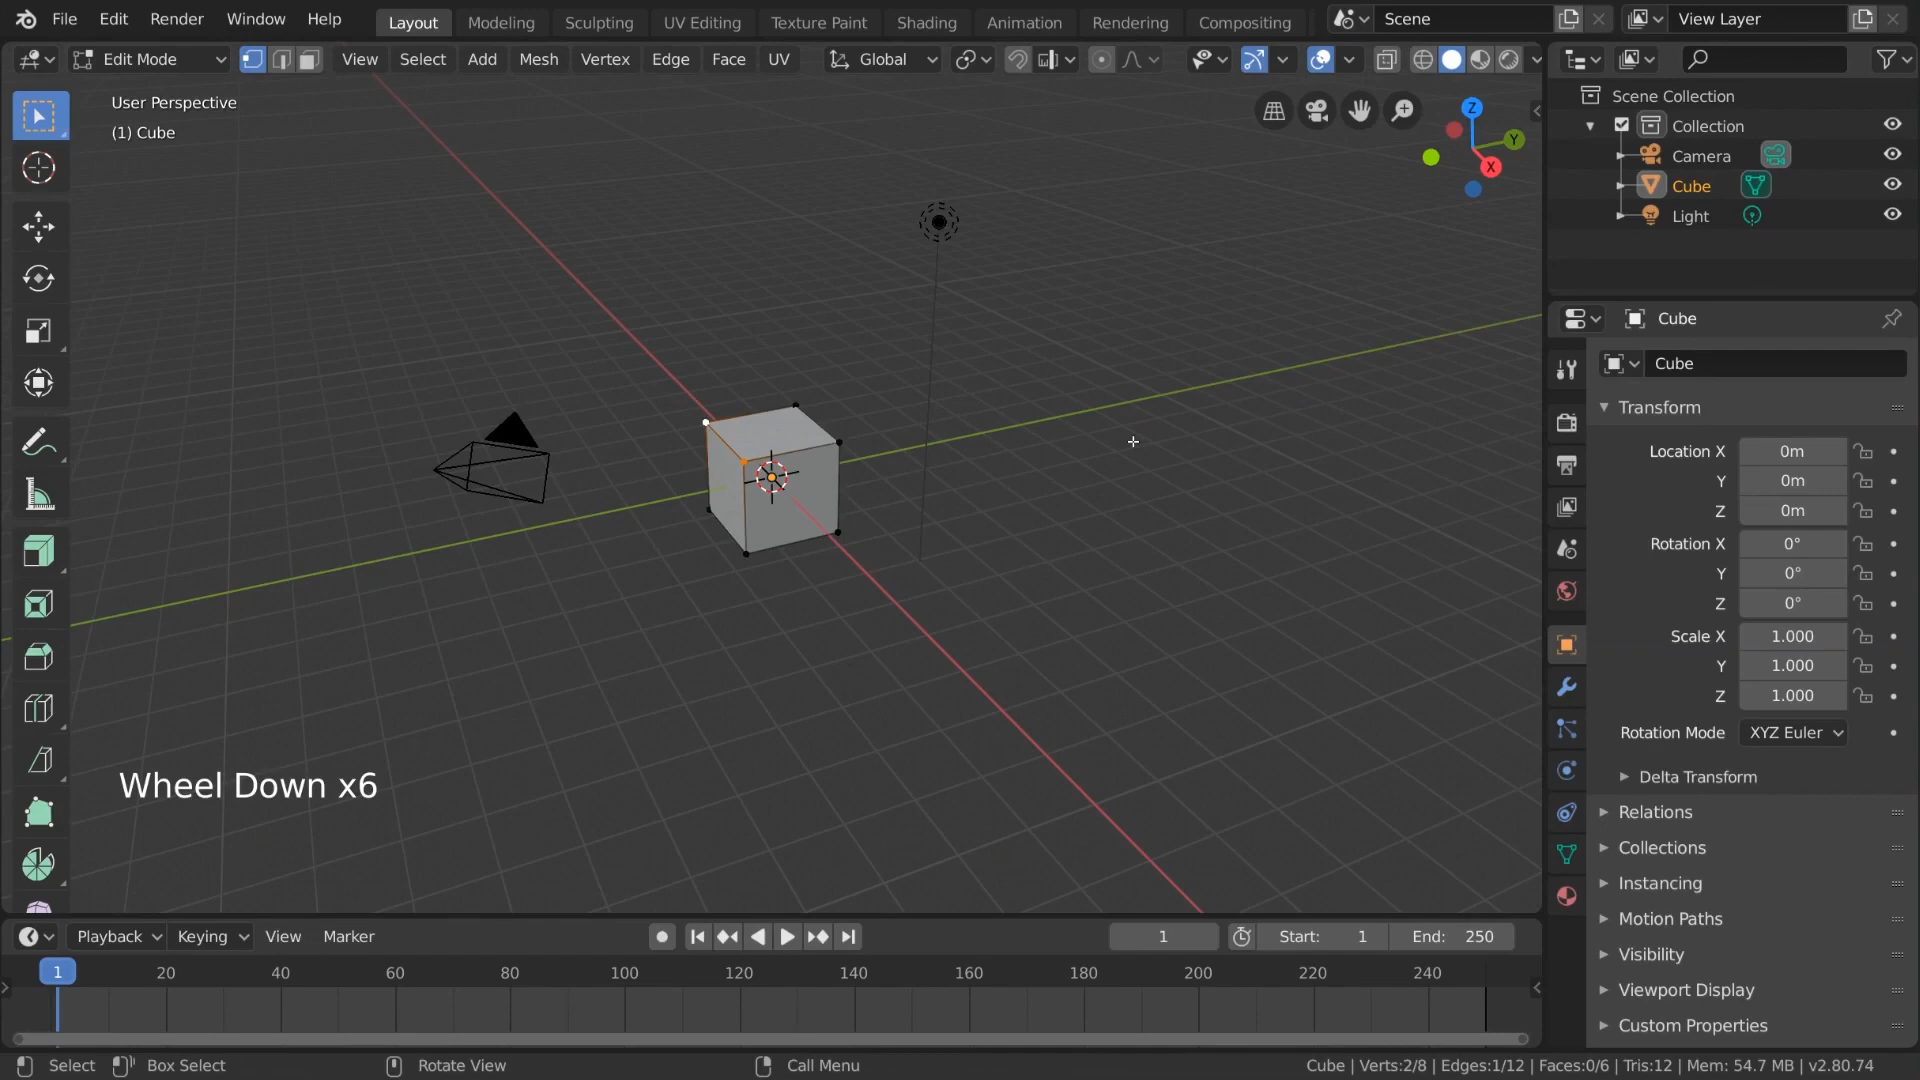 File Edit Render Window Help Layout Modeling Sculpting UV Editing Texture Paint Shading Animation Rendering Compositing Scene View Layer
Edit Mode View Select Add Mesh Vertex Edge Face UV Global
User Perspective
(1) Cube
Z
Y
X
Scene Collection
Collection
Camera
Cube
Light
Cube
Cube
Transform
Location X 0m
Y 0m
Z 0m
Rotation X 0°
Y 0°
Z 0°
Scale X 1.000
Y 1.000
Z 1.000
Rotation Mode XYZ Euler
Delta Transform
Relations
Collections
Instancing
Motion Paths
Visibility
Viewport Display
Custom Properties
Wheel Down x6
Playback Keying View Marker 1 Start: 1 End: 250
1 20 40 60 80 100 120 140 160 180 200 220 240
Select Box Select Rotate View Call Menu Cube | Verts:2/8 | Edges:1/12 | Faces:0/6 | Tris:12 | Mem: 54.7 MB | v2.80.74